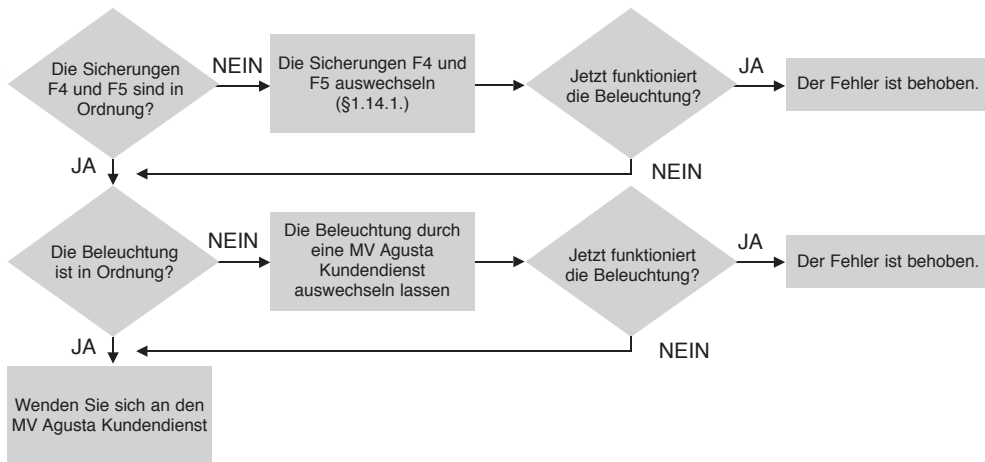 Die Sicherungen
F4 und F5 sind in
Ordnung?
NEIN
Die Sicherungen F4 und
F5 auswechseln
(§1.14.1.)
Jetzt funktioniert
die Beleuchtung?
JA
Der Fehler ist behoben.
JA
NEIN
Die Beleuchtung
ist in Ordnung?
NEIN
Die Beleuchtung durch
eine MV Agusta
Kundendienst
auswechseln lassen
Jetzt funktioniert
die Beleuchtung?
JA
Der Fehler ist behoben.
JA
NEIN
Wenden Sie sich an den
MV Agusta Kundendienst